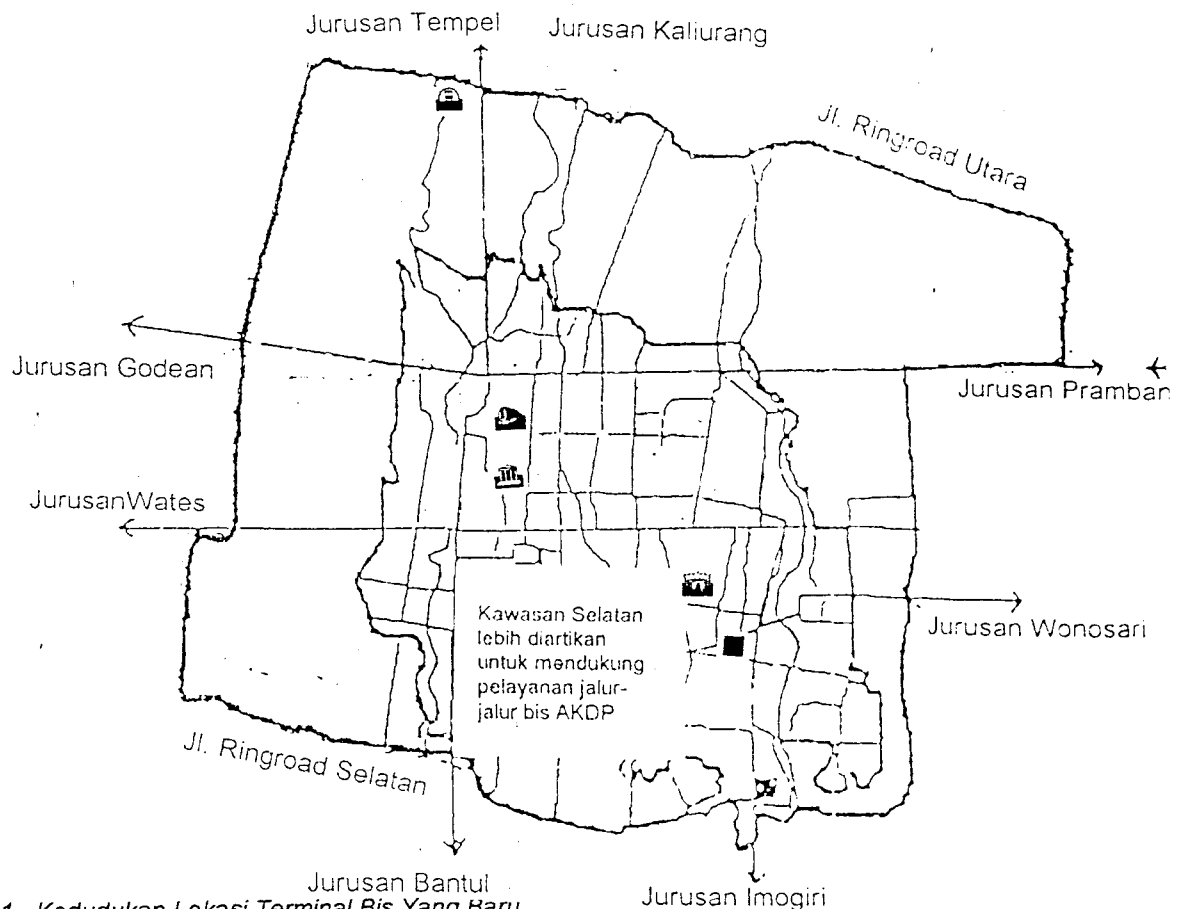 Jurusan Tempel
Jurusan Kaliurang
Jl. Ringroad Utara
Jurusan Godean
Jurusan Pramban
JurusanWates
Kawasan Selatan
lebih diartikan
untuk mendukung
pelayanan jalur-
jalur bis AKDP
Jurusan Wonosari
Jl. Ringroad Selatan
Jurusan Bantul
Jurusan Imogiri
1 Kedudukan Lokasi Terminal Bis Yang Baru